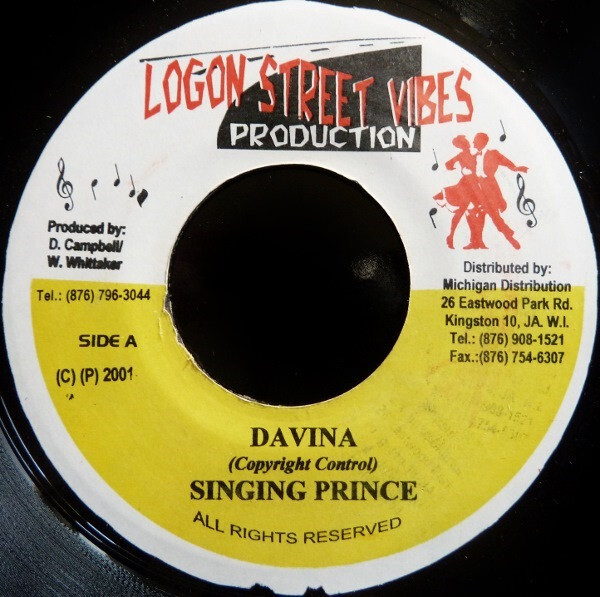 LOGON STREET VIBES
PRODUCTION
Produced by:
D. Campbell/
W. Whittaker
Tel.: (876) 796-3044
SIDE A
(C) (P) 2001
Distributed by:
Michigan Distribution
26 Eastwood Park Rd.
Kingston 10, JA. W.I.
Tel.: (876) 908-1521
Fax.:(876) 754-6307
DAVINA
(Copyright Control)
SINGING PRINCE
ALL RIGHTS RESERVED